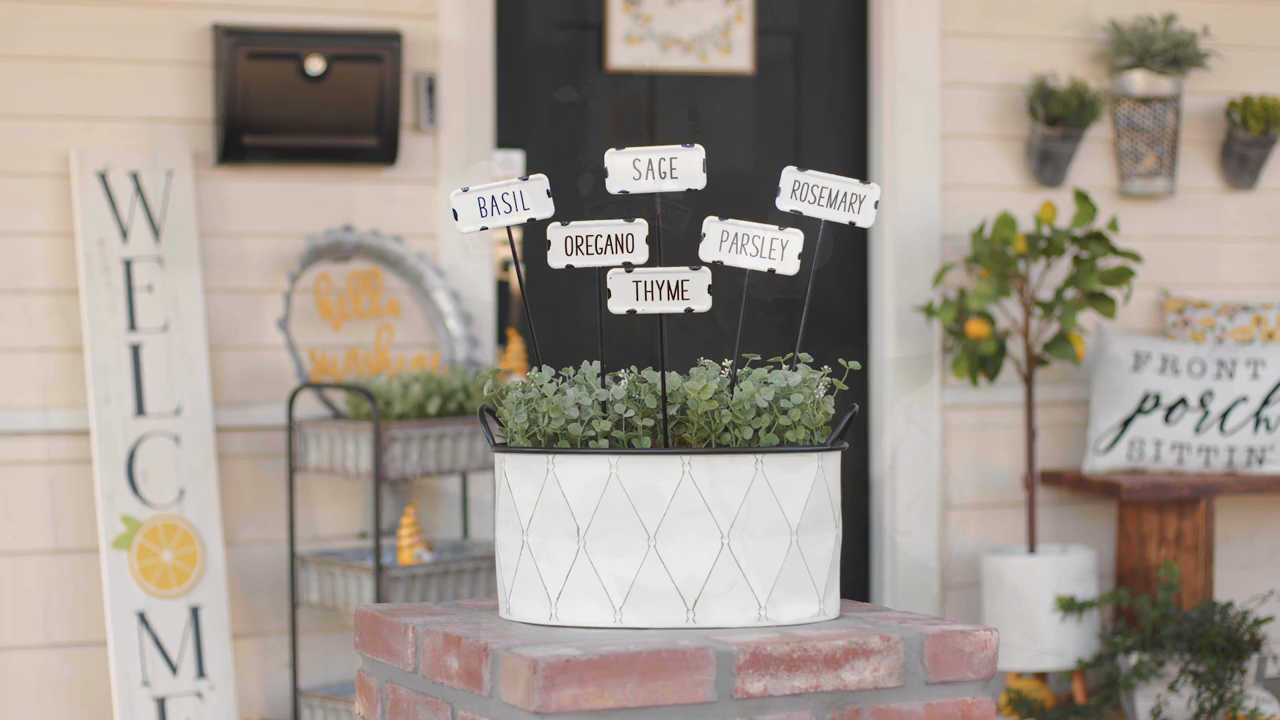 SAGE
BASIL
ROSEMARY
OREGANO
PARSLEY
THYME
WELCOME
hello
sunshine
FRONT
porch
SITTIN'